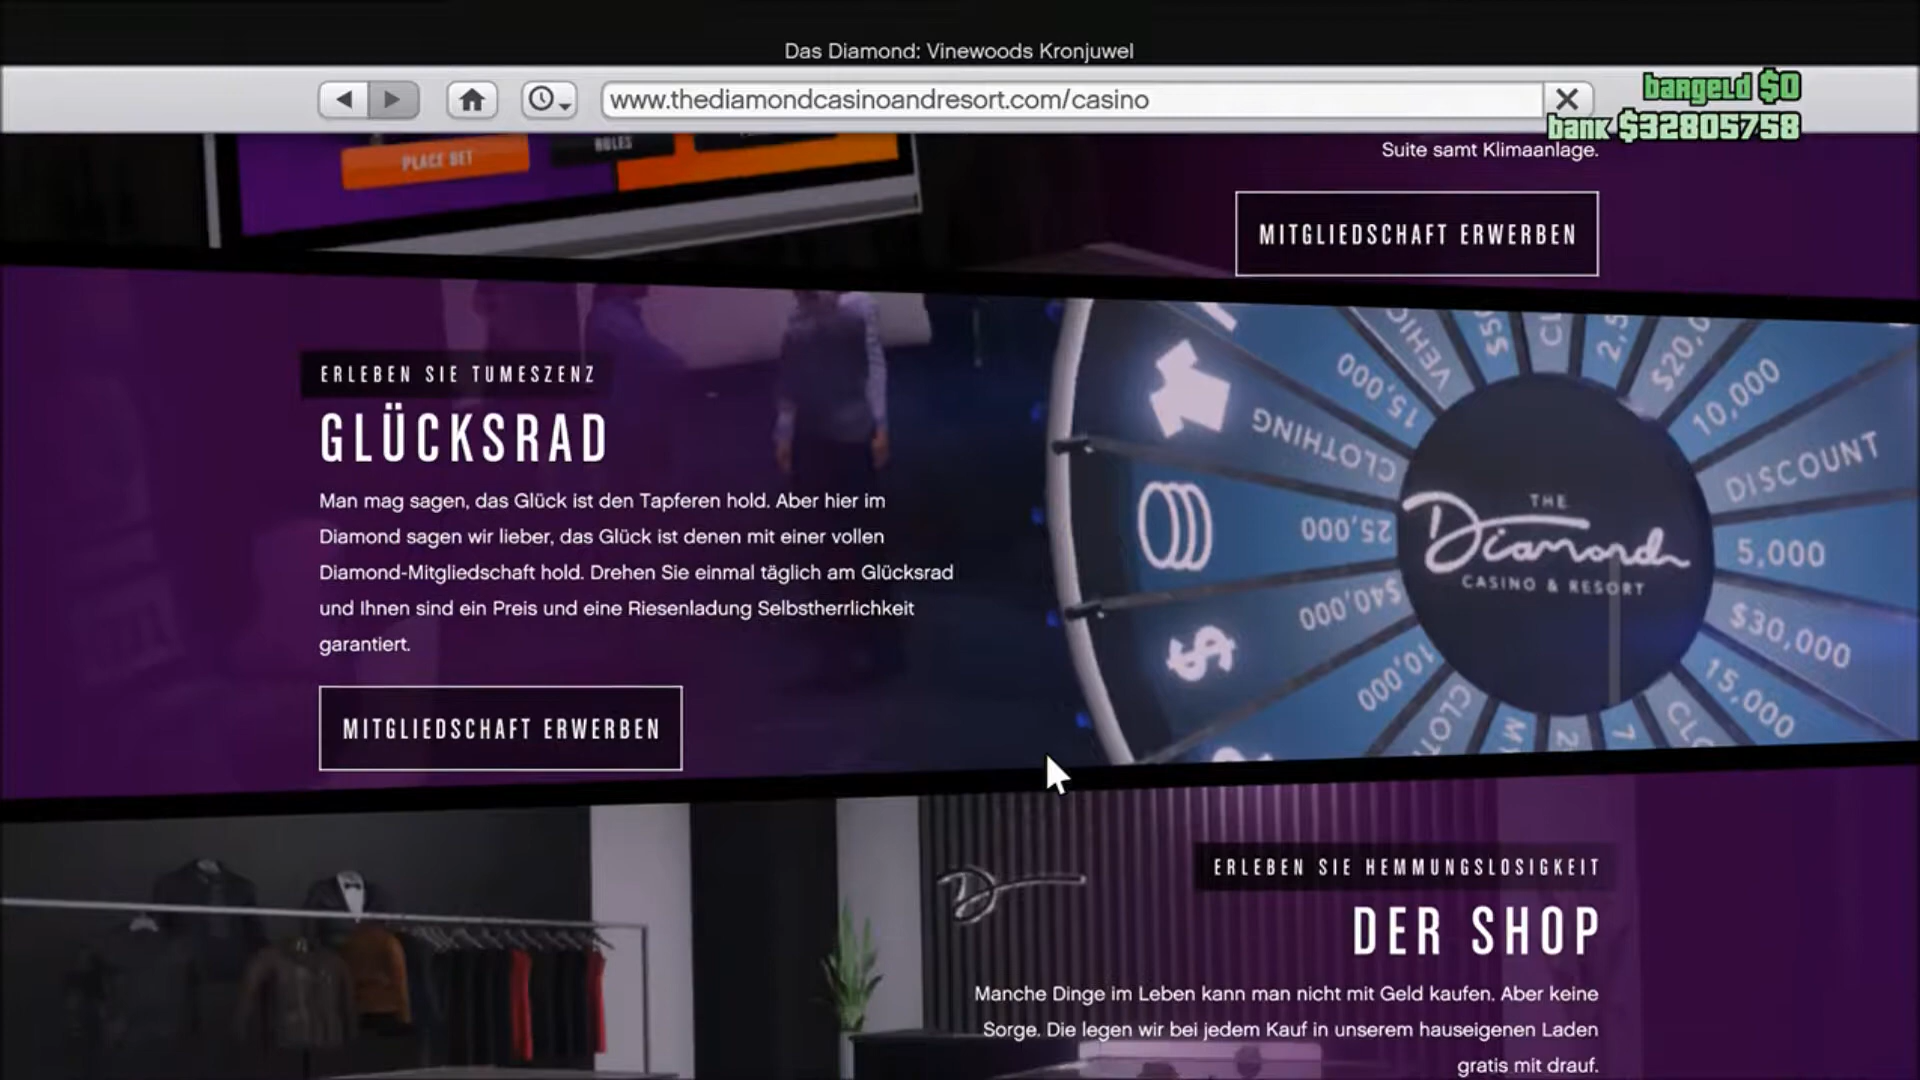 Das Diamond: Vinewoods Kronjuwel
www.thediamondcasinoandresort.com/casino
bargeld $0
bank $32805758
PLACE BET
RULES
Suite samt Klimaanlage.
MITGLIEDSCHAFT ERWERBEN
ERLEBEN SIE TUMESZENZ
GLÜCKSRAD
Man mag sagen, das Glück ist den Tapferen hold. Aber hier im
Diamond sagen wir lieber, das Glück ist denen mit einer vollen
Diamond-Mitgliedschaft hold. Drehen Sie einmal täglich am Glücksrad
und Ihnen sind ein Preis und eine Riesenladung Selbstherrlichkeit
garantiert.
MITGLIEDSCHAFT ERWERBEN
15,000
CLOTHING
25,000
$40,000
10,000
$20,0
10,000
DISCOUNT
5,000
$30,000
15,000
THE
Diamond
CASINO & RESORT
ERLEBEN SIE HEMMUNGSLOSIGKEIT
DER SHOP
Manche Dinge im Leben kann man nicht mit Geld kaufen. Aber keine
Sorge. Die legen wir bei jedem Kauf in unserem hauseigenen Laden
gratis mit drauf.